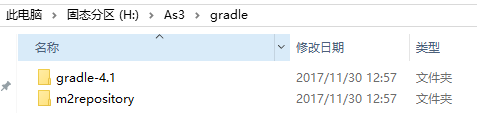 此电脑 > 固态分区 (H:) > As3 > gradle
名称 修改日期 类型
gradle-4.1 2017/11/30 12:57 文件夹
m2repository 2017/11/30 12:57 文件夹